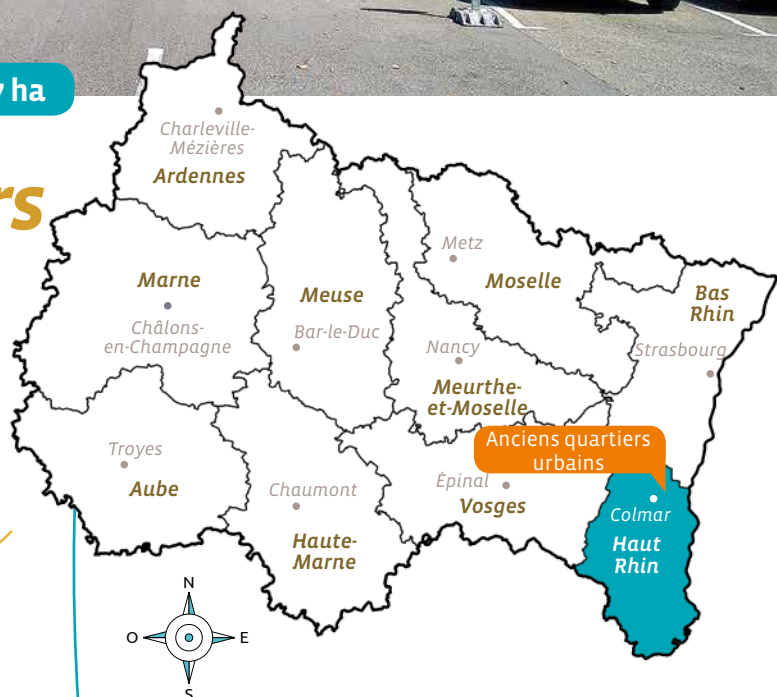 ha
rs
Charleville-
Mézières
Ardennes
Metz
Moselle
Marne
Meuse
Bas
Rhin
Châlons-
en-Champagne
Bar-le-Duc
Nancy
Strasbourg
Meurthe-
et-Moselle
Anciens quartiers
urbains
Troyes
Aube
Chaumont
Épinal
Vosges
Colmar
Haut
Rhin
Haute-
Marne
N
O
E
S